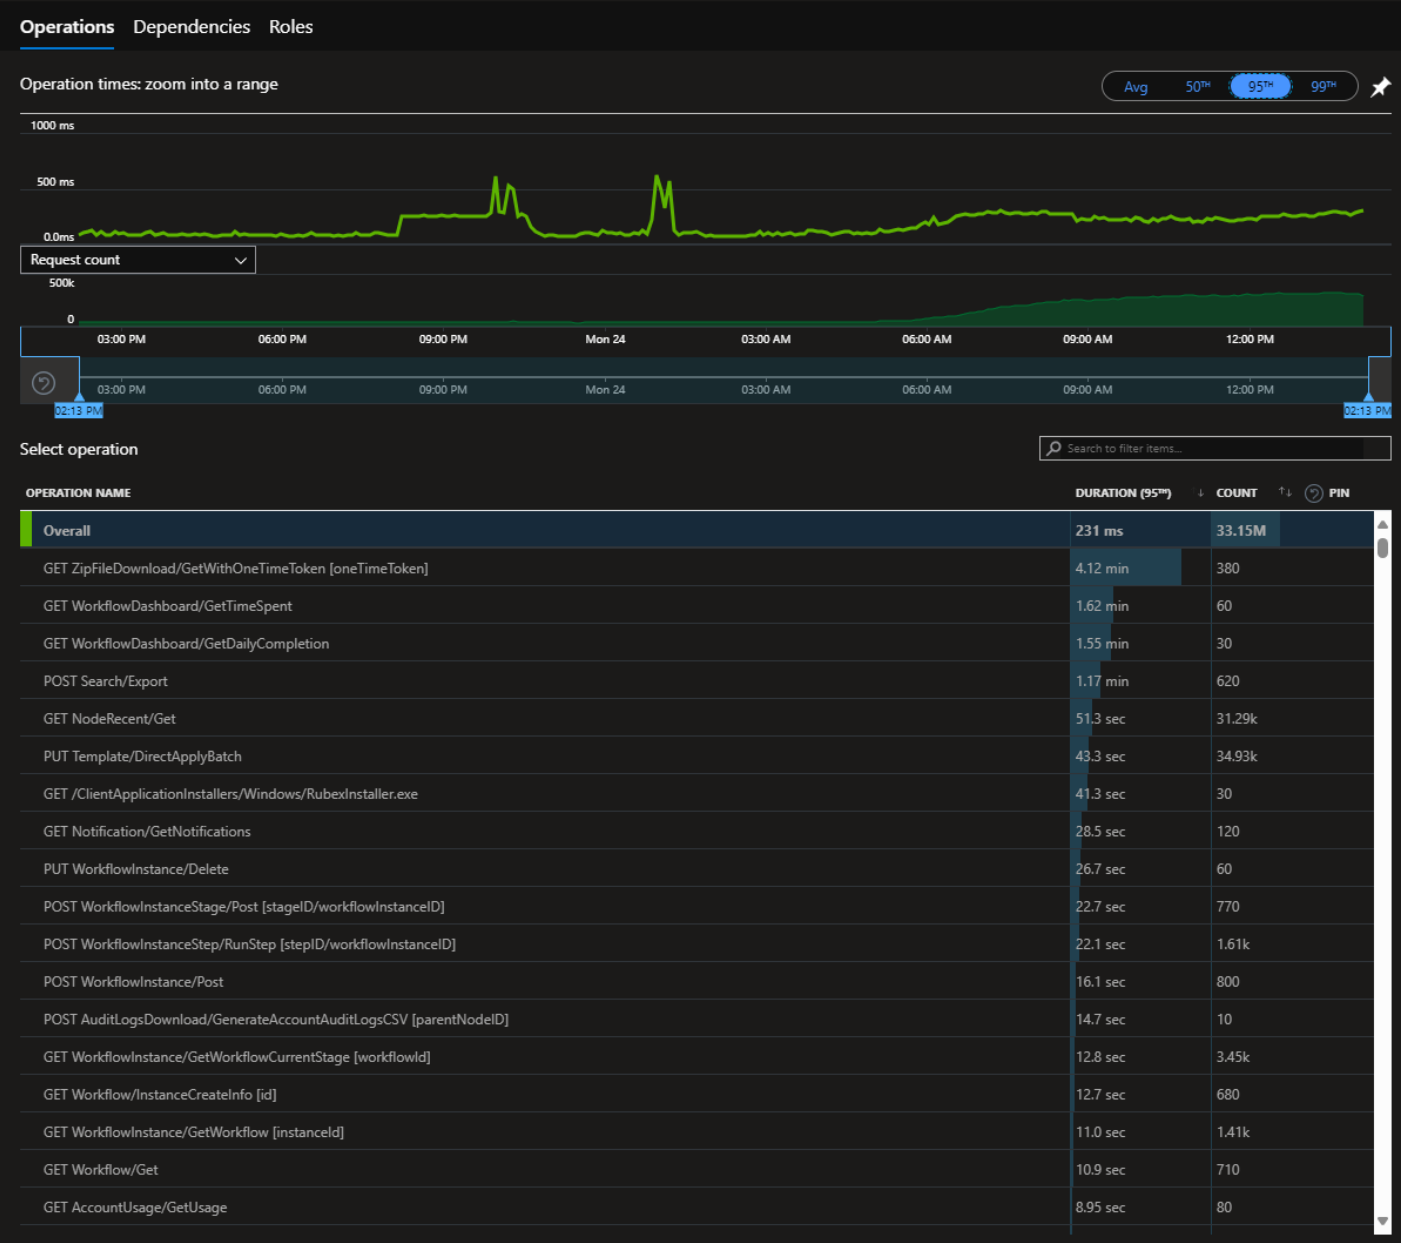 Operations Dependencies Roles
Operation times: zoom into a range
Avg 50TH 95TH 99TH
1000 ms
500 ms
0.0ms
Request count
500k
0
03:00 PM 06:00 PM 09:00 PM Mon 24 03:00 AM 06:00 AM 09:00 AM 12:00 PM
03:00 PM 06:00 PM 09:00 PM Mon 24 03:00 AM 06:00 AM 09:00 AM 12:00 PM
02:13 PM 02:13 PM
Select operation
Search to filter items...
OPERATION NAME DURATION (95TH) COUNT PIN
Overall 231 ms 33.15M
GET ZipFileDownload/GetWithOneTimeToken [oneTimeToken] 4.12 min 380
GET WorkflowDashboard/GetTimeSpent 1.62 min 60
GET WorkflowDashboard/GetDailyCompletion 1.55 min 30
POST Search/Export 1.17 min 620
GET NodeRecent/Get 51.3 sec 31.29k
PUT Template/DirectApplyBatch 43.3 sec 34.93k
GET /ClientApplicationInstallers/Windows/RubexInstaller.exe 41.3 sec 30
GET Notification/GetNotifications 28.5 sec 120
PUT WorkflowInstance/Delete 26.7 sec 60
POST WorkflowInstanceStage/Post [stageID/workflowInstanceID] 22.7 sec 770
POST WorkflowInstanceStep/RunStep [stepID/workflowInstanceID] 22.1 sec 1.61k
POST WorkflowInstance/Post 16.1 sec 800
POST AuditLogsDownload/GenerateAccountAuditLogsCSV [parentNodeID] 14.7 sec 10
GET WorkflowInstance/GetWorkflowCurrentStage [workflowId] 12.8 sec 3.45k
GET Workflow/InstanceCreateInfo [id] 12.7 sec 680
GET WorkflowInstance/GetWorkflow [instanceId] 11.0 sec 1.41k
GET Workflow/Get 10.9 sec 710
GET AccountUsage/GetUsage 8.95 sec 80